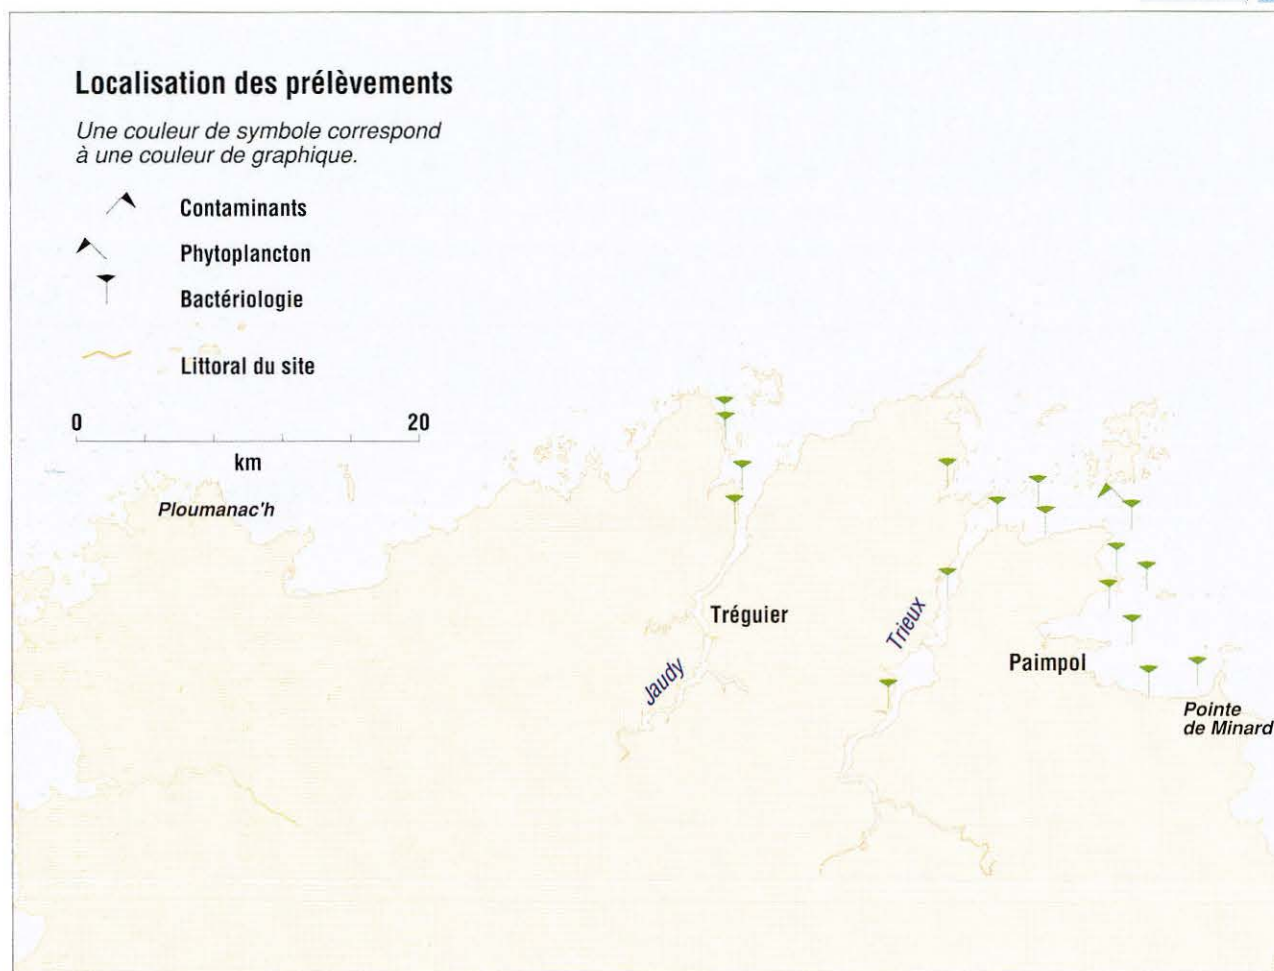 Localisation des prélèvements
Une couleur de symbole correspond
à une couleur de graphique.
Contaminants
Phytoplancton
Bactériologie
Littoral du site
0 20
km
Ploumanac'h
Tréguier
Jaudy
Trieux
Paimpol
Pointe
de Minard